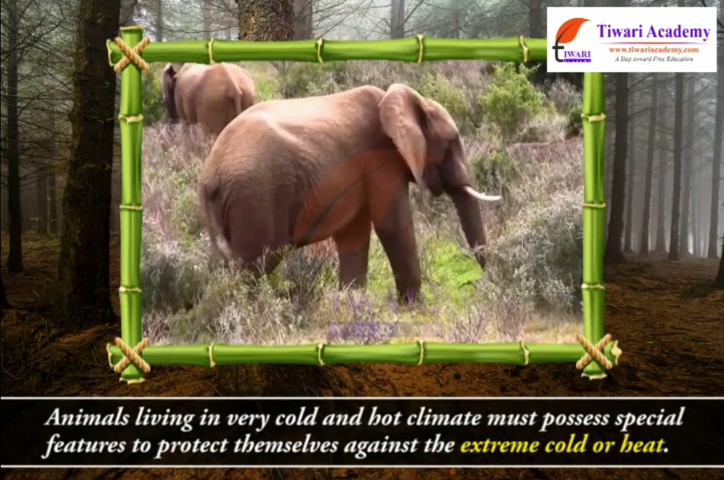 Tiwari Academy
www.tiwariacademy.com
A Step toward Free Education
TIWARI
Animals living in very cold and hot climate must possess special
features to protect themselves against the extreme cold or heat.